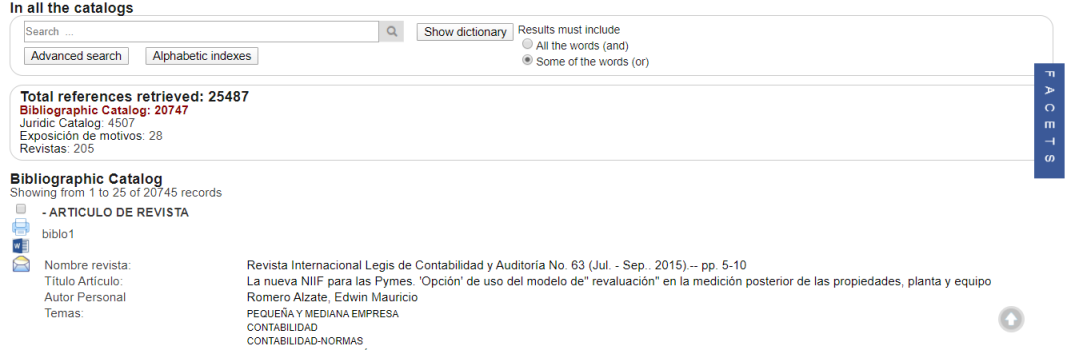 In all the catalogs
Search ...
Show dictionary
Results must include
All the words (and)
Some of the words (or)
Advanced search
Alphabetic indexes
FACETS
Total references retrieved: 25487
Bibliographic Catalog: 20747
Juridic Catalog: 4507
Exposición de motivos: 28
Revistas: 205
Bibliographic Catalog
Showing from 1 to 25 of 20745 records
- ARTICULO DE REVISTA
biblo1
Nombre revista: Revista Internacional Legis de Contabilidad y Auditoría No. 63 (Jul. - Sep.. 2015).-- pp. 5-10
Título Artículo: La nueva NIIF para las Pymes. 'Opción' de uso del modelo de" revaluación" en la medición posterior de las propiedades, planta y equipo
Autor Personal Romero Alzate, Edwin Mauricio
Temas: PEQUEÑA Y MEDIANA EMPRESA
CONTABILIDAD
CONTABILIDAD-NORMAS